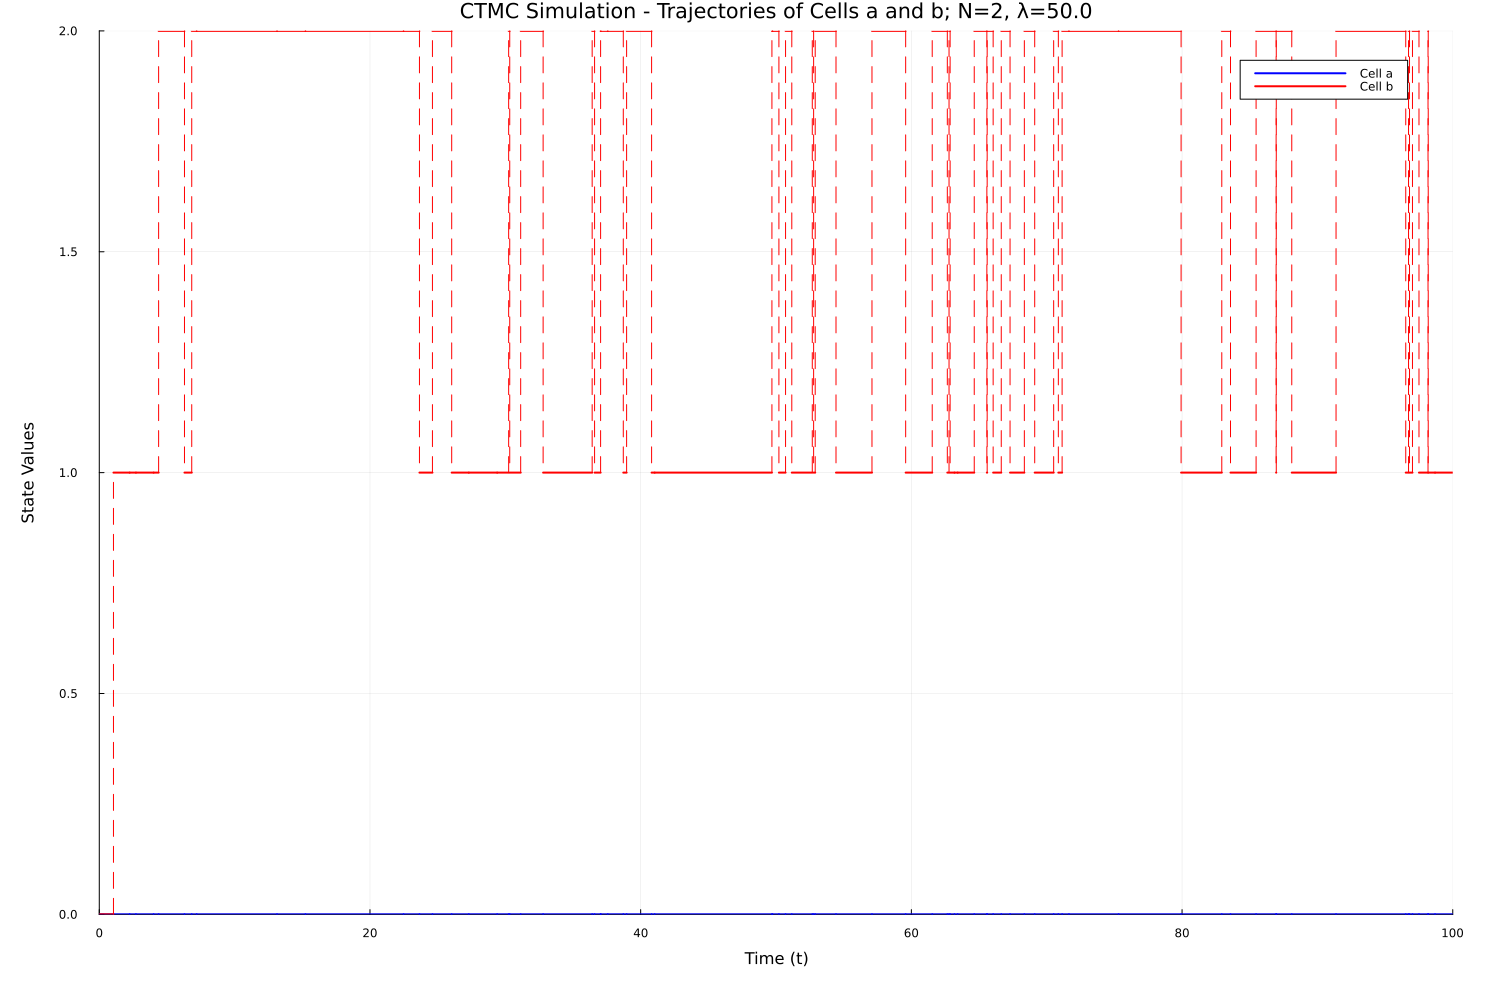 CTMC Simulation - Trajectories of Cells a and b; N=2, λ=50.0
2.0
Cell a
Cell b
1.5
1.0
State Values
0.5
0.0
0 20 40 60 80 100
Time (t)